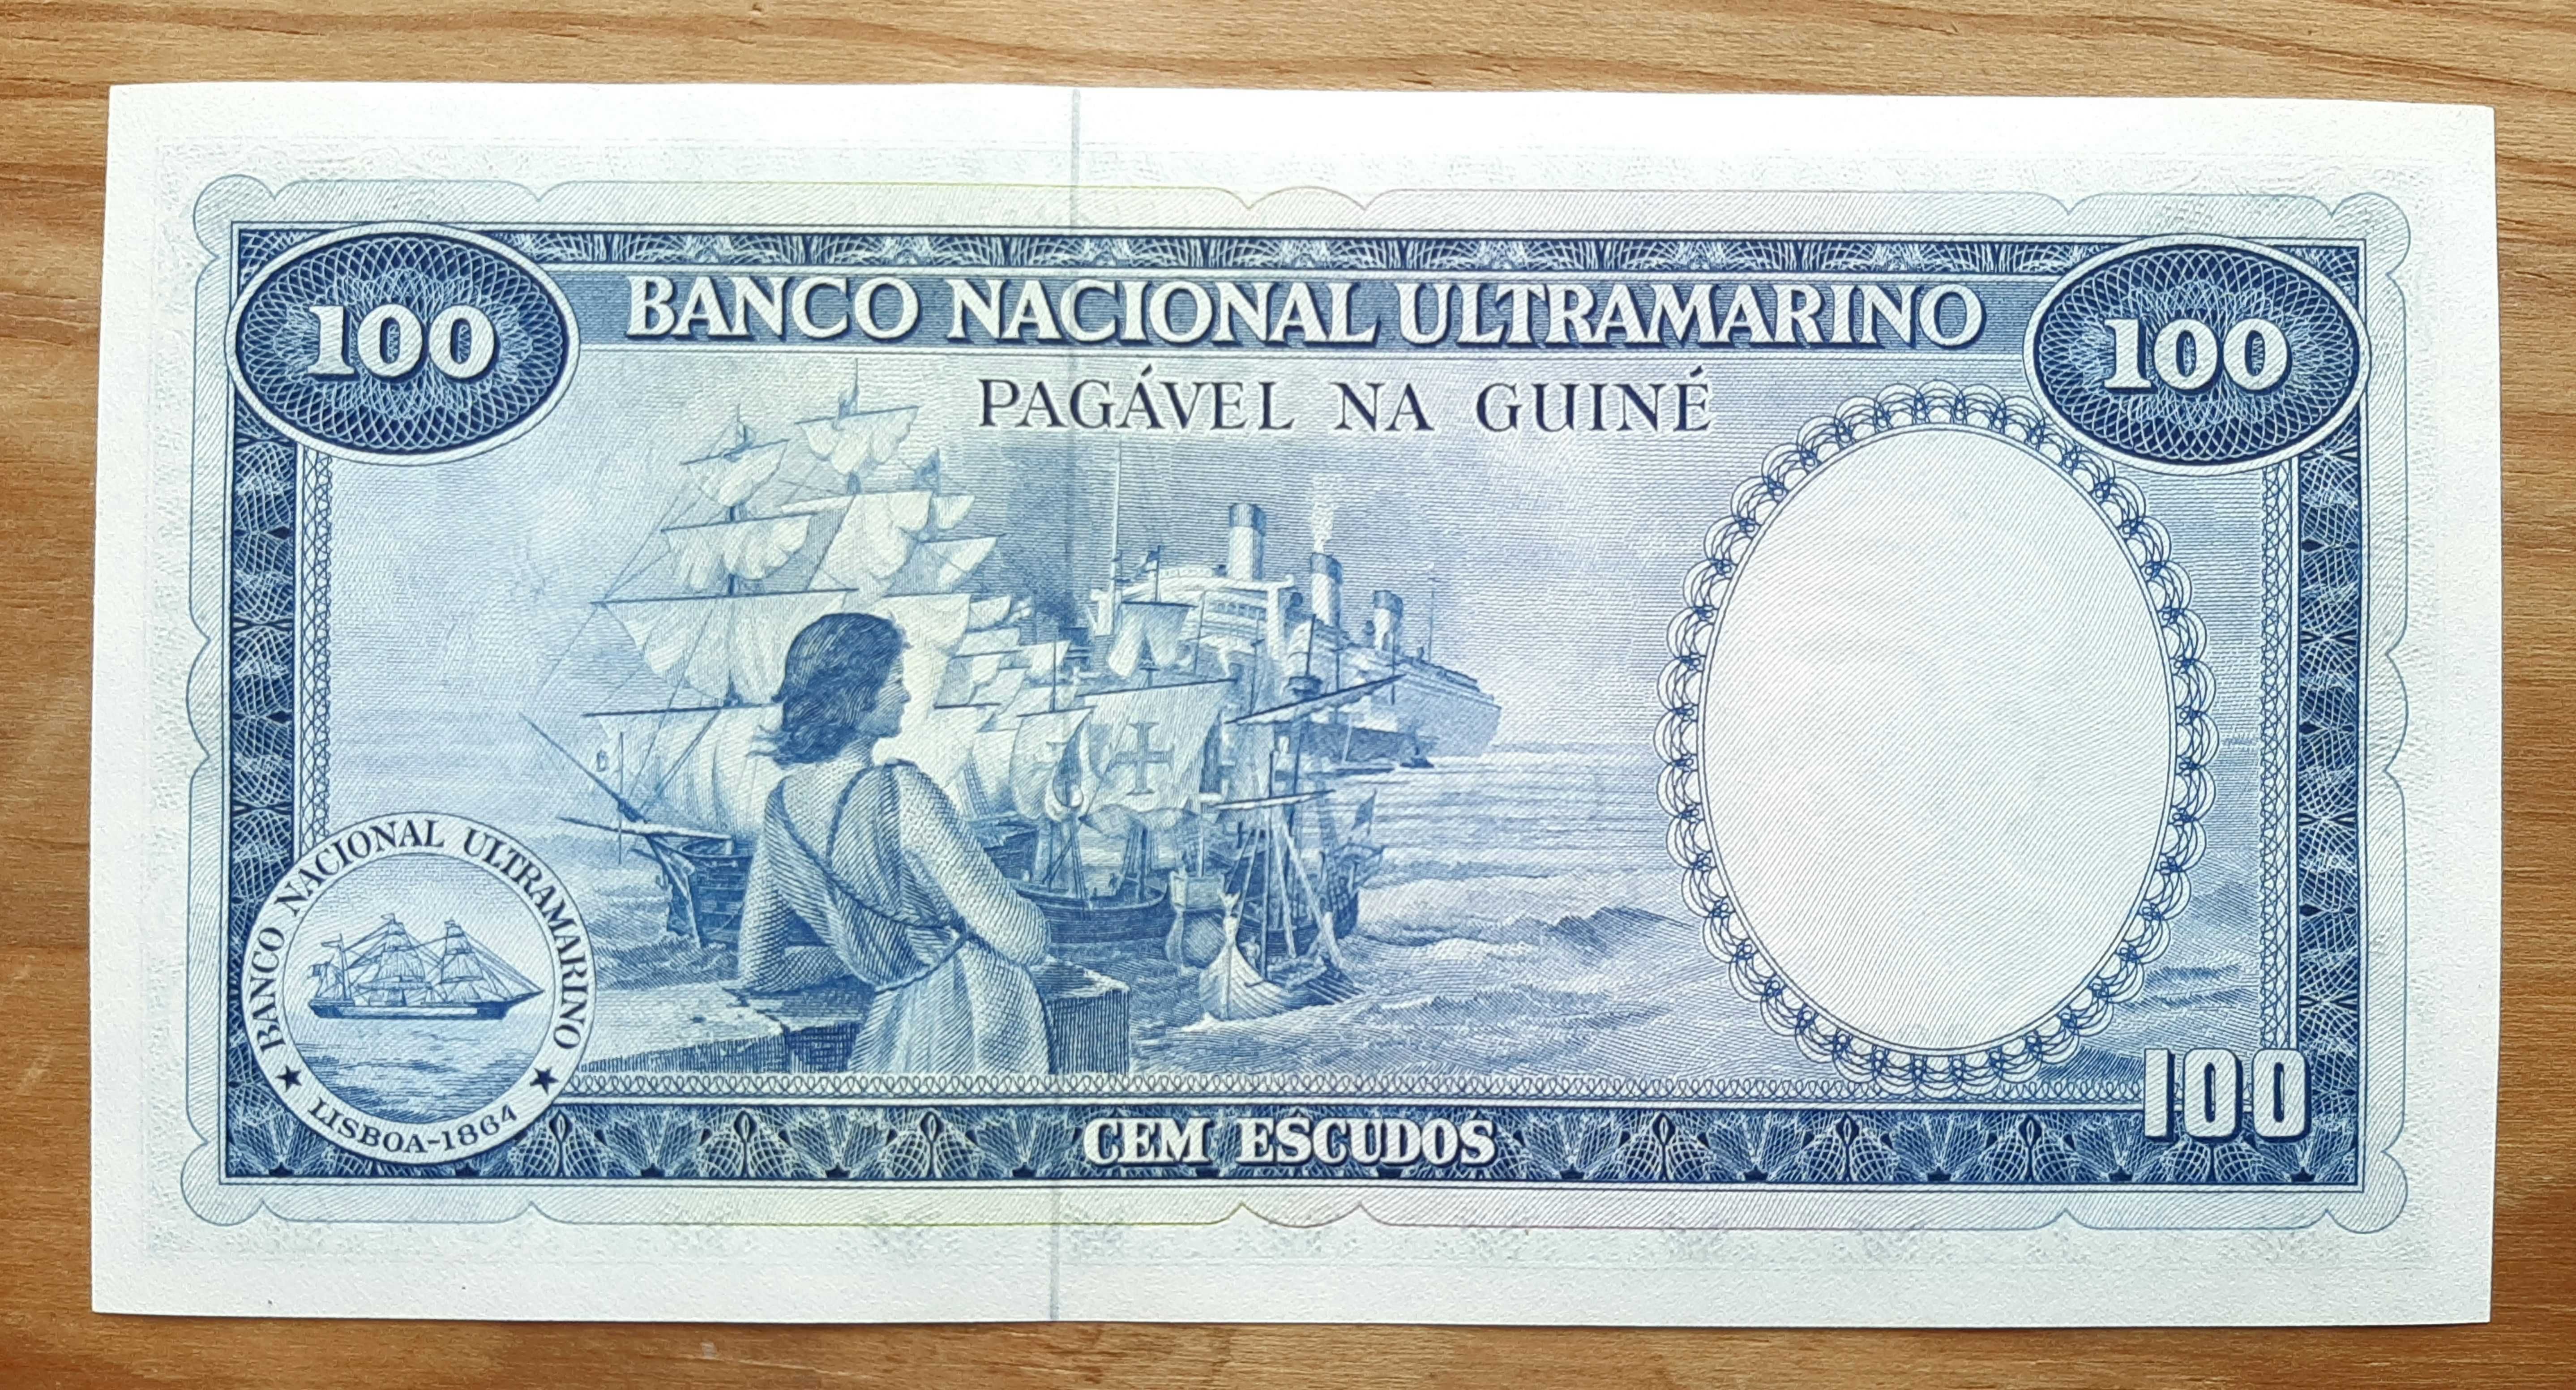 100
BANCO NACIONAL ULTRAMARINO
100
PAGÁVEL NA GUINÉ
BANCO NACIONAL ULTRAMARINO
LISBOA-1864
CEM ESCUDOS
100